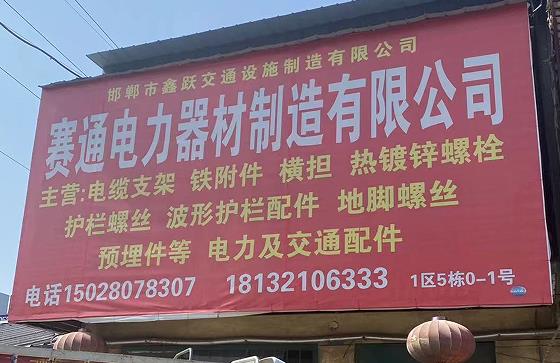 邯郸市鑫跃交通设施制造有限公司
赛通电力器材制造有限公司
主营:电缆支架 铁附件 横担 热镀锌螺栓
护栏螺丝 波形护栏配件 地脚螺丝
预埋件等 电力及交通配件
电话15028078307 18132106333 1区5栋0-1号